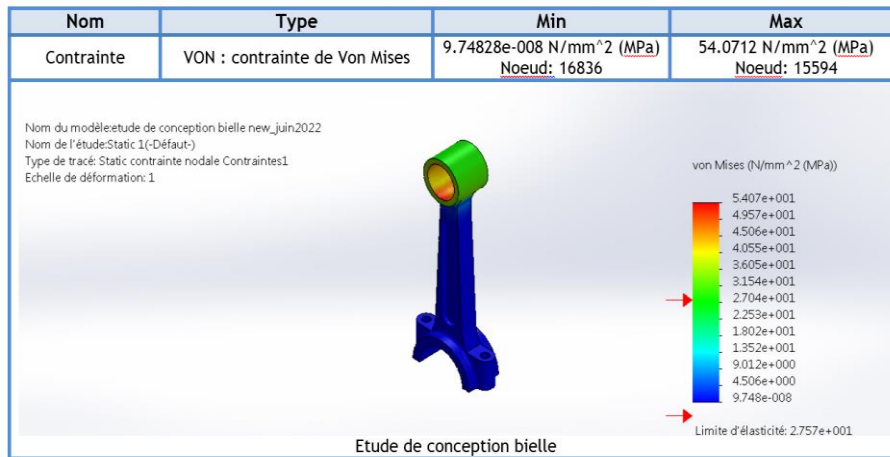 Nom Type Min Max
Contrainte VON : contrainte de Von Mises 9.74828e-008 N/mm^2 (MPa) 54.0712 N/mm^2 (MPa)
Noeud: 16836 Noeud: 15594
Nom du modèle:etude de conception bielle new_juin2022
Nom de l'étude:Static 1(-Défaut-)
Type de tracé: Static contrainte nodale Contraintes1
Echelle de déformation: 1
von Mises (N/mm^2 (MPa))
5.407e+001
4.957e+001
4.506e+001
4.055e+001
3.605e+001
3.154e+001
2.704e+001
2.253e+001
1.802e+001
1.352e+001
9.012e+000
4.506e+000
9.748e-008
Limite d'élasticité: 2.757e+001
Etude de conception bielle